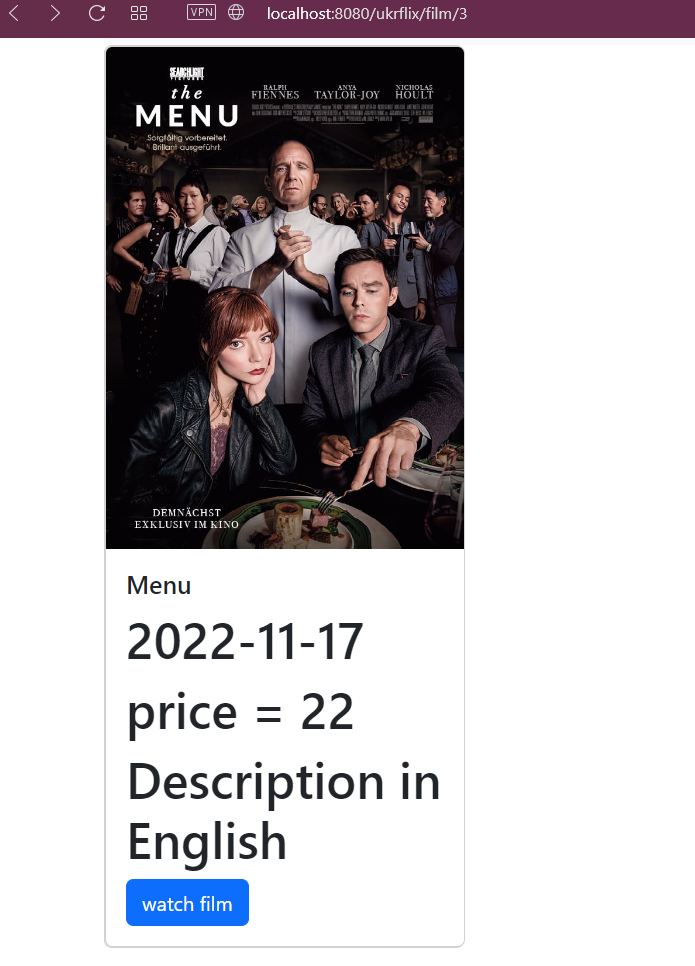 VPN
localhost:8080/ukrflix/film/3
SEARCHLIGHT
PICTURES
the
MENU
Sorgfältig vorbereitet.
Brillant ausgeführt.
RALPH FIENNES
ANYA TAYLOR-JOY
NICHOLAS HOULT
DEMNÄCHST
EXKLUSIV IM KINO
Menu
2022-11-17
price = 22
Description in
English
watch film